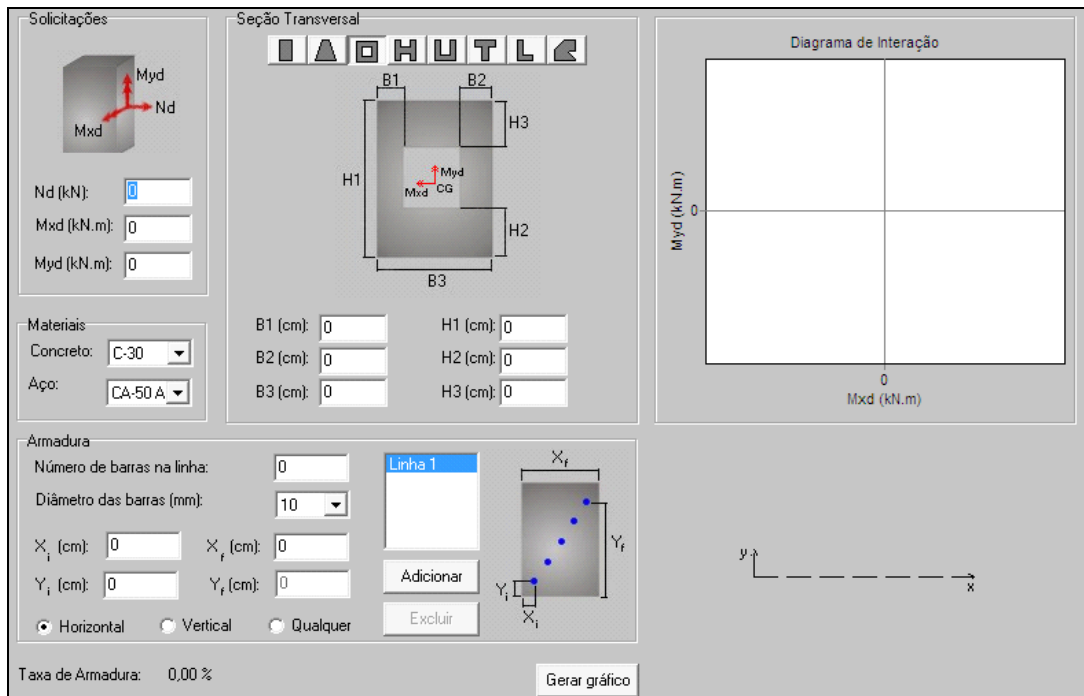 Solicitações
Myd
Nd
Mxd
Nd (kN): 0
Mxd (kN.m): 0
Myd (kN.m): 0
Materiais
Concreto: C-30
Aço: CA-50 A
Seção Transversal
B1 B2
H3
H1
Myd
Mxd CG
H2
B3
B1 (cm): 0 H1 (cm): 0
B2 (cm): 0 H2 (cm): 0
B3 (cm): 0 H3 (cm): 0
Diagrama de Interação
Myd (kN.m)
0
0
Mxd (kN.m)
Armadura
Número de barras na linha: 0
Diâmetro das barras (mm): 10
Xi (cm): 0 Xf (cm): 0
Yi (cm): 0 Yf (cm): 0
Horizontal Vertical Qualquer
Linha 1
Adicionar
Excluir
Xf
Yf
Yi
Xi
y
x
Taxa de Armadura: 0,00 %
Gerar gráfico